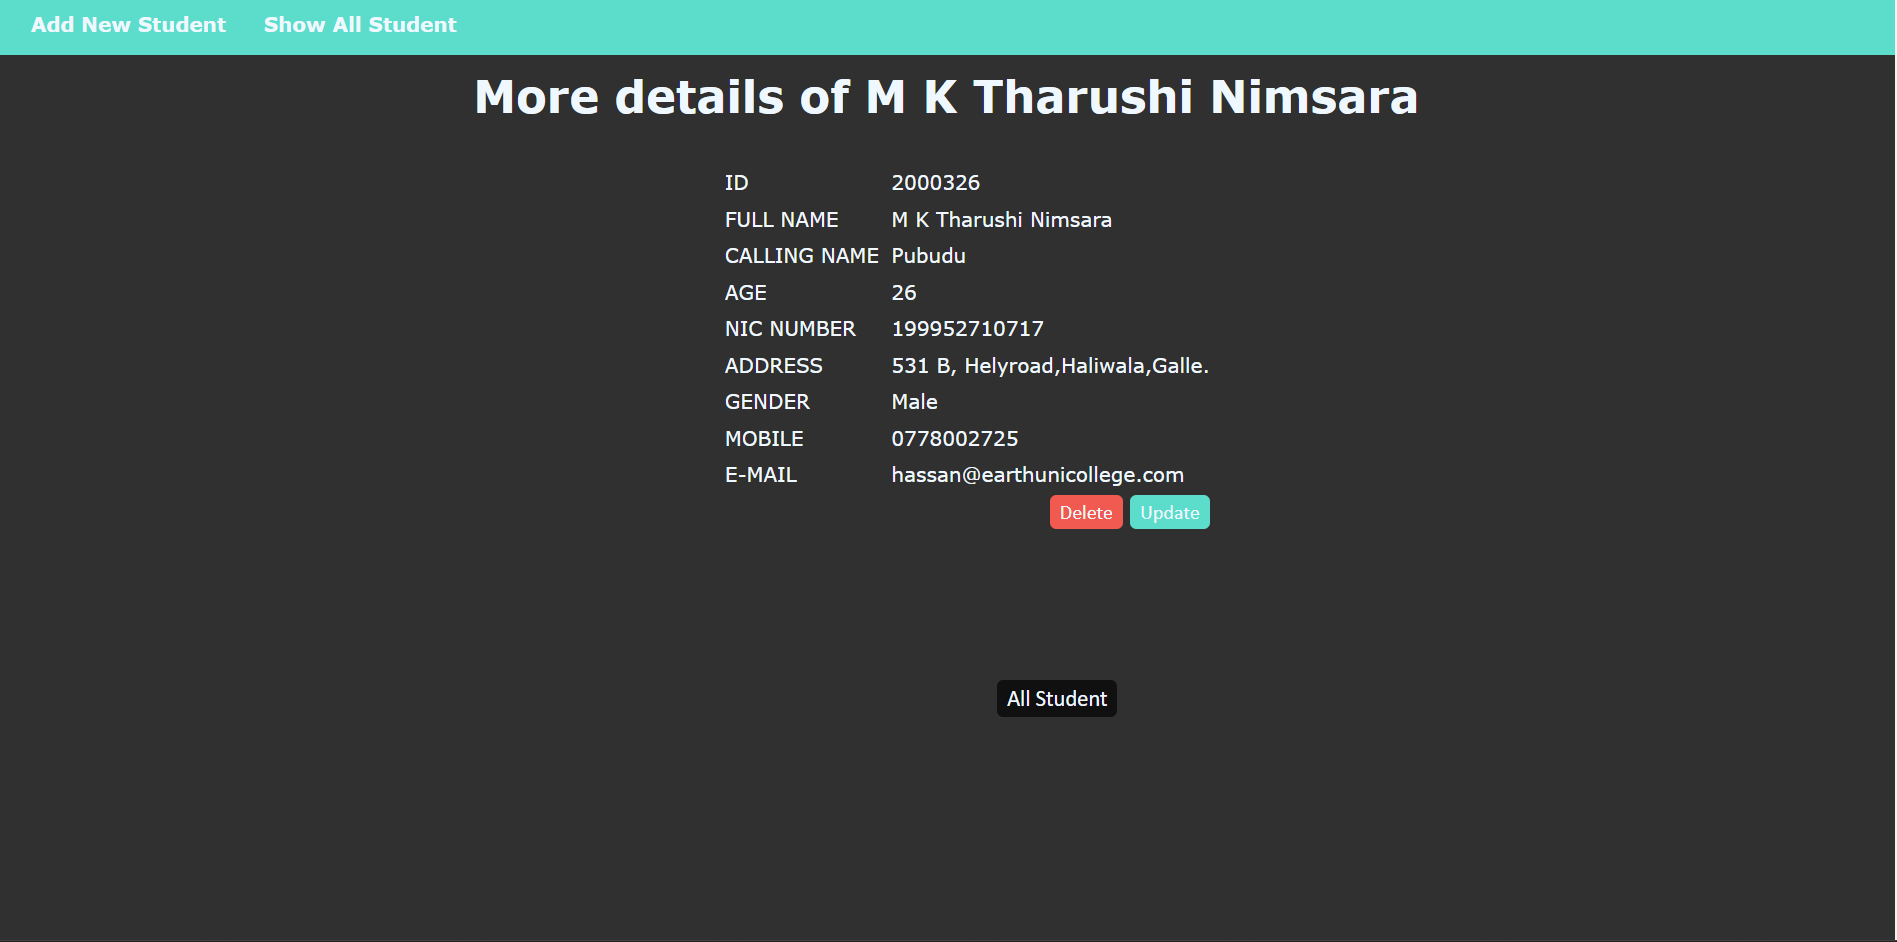 Add New Student Show All Student
More details of M K Tharushi Nimsara
ID 2000326
FULL NAME M K Tharushi Nimsara
CALLING NAME Pubudu
AGE 26
NIC NUMBER 199952710717
ADDRESS 531 B, Helyroad,Haliwala,Galle.
GENDER Male
MOBILE 0778002725
E-MAIL hassan@earthunicollege.com
Delete Update
All Student